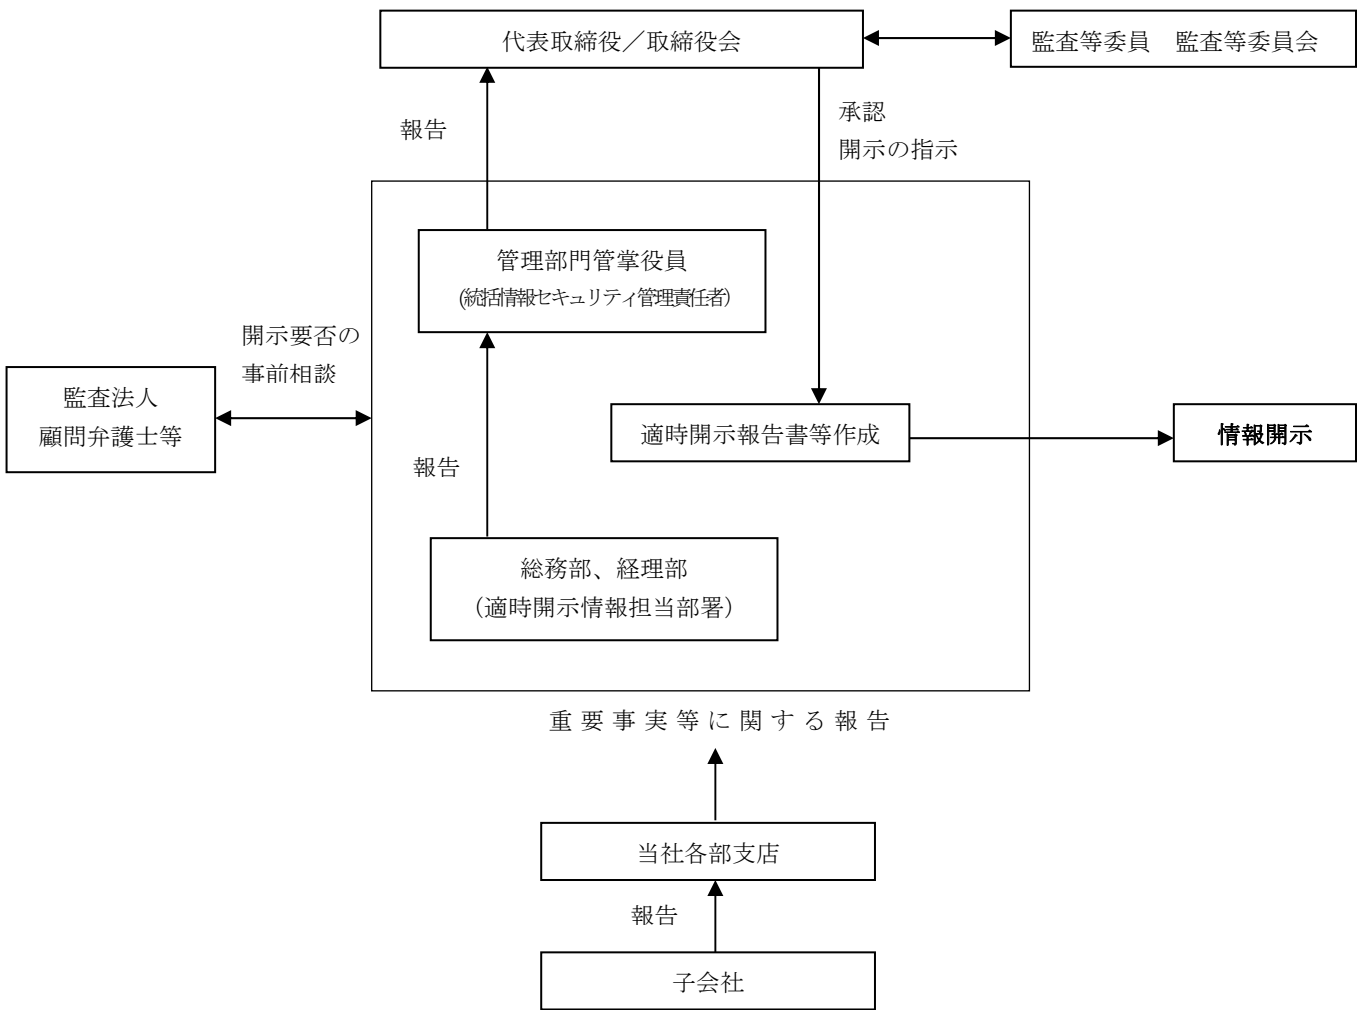 代表取締役／取締役会
監査等委員　監査等委員会
報告
承認
開示の指示
管理部門管掌役員
(統括情報セキュリティ管理責任者)
開示要否の
事前相談
監査法人
顧問弁護士等
適時開示報告書等作成
情報開示
報告
総務部、経理部
（適時開示情報担当部署）
重要事実等に関する報告
当社各部支店
報告
子会社